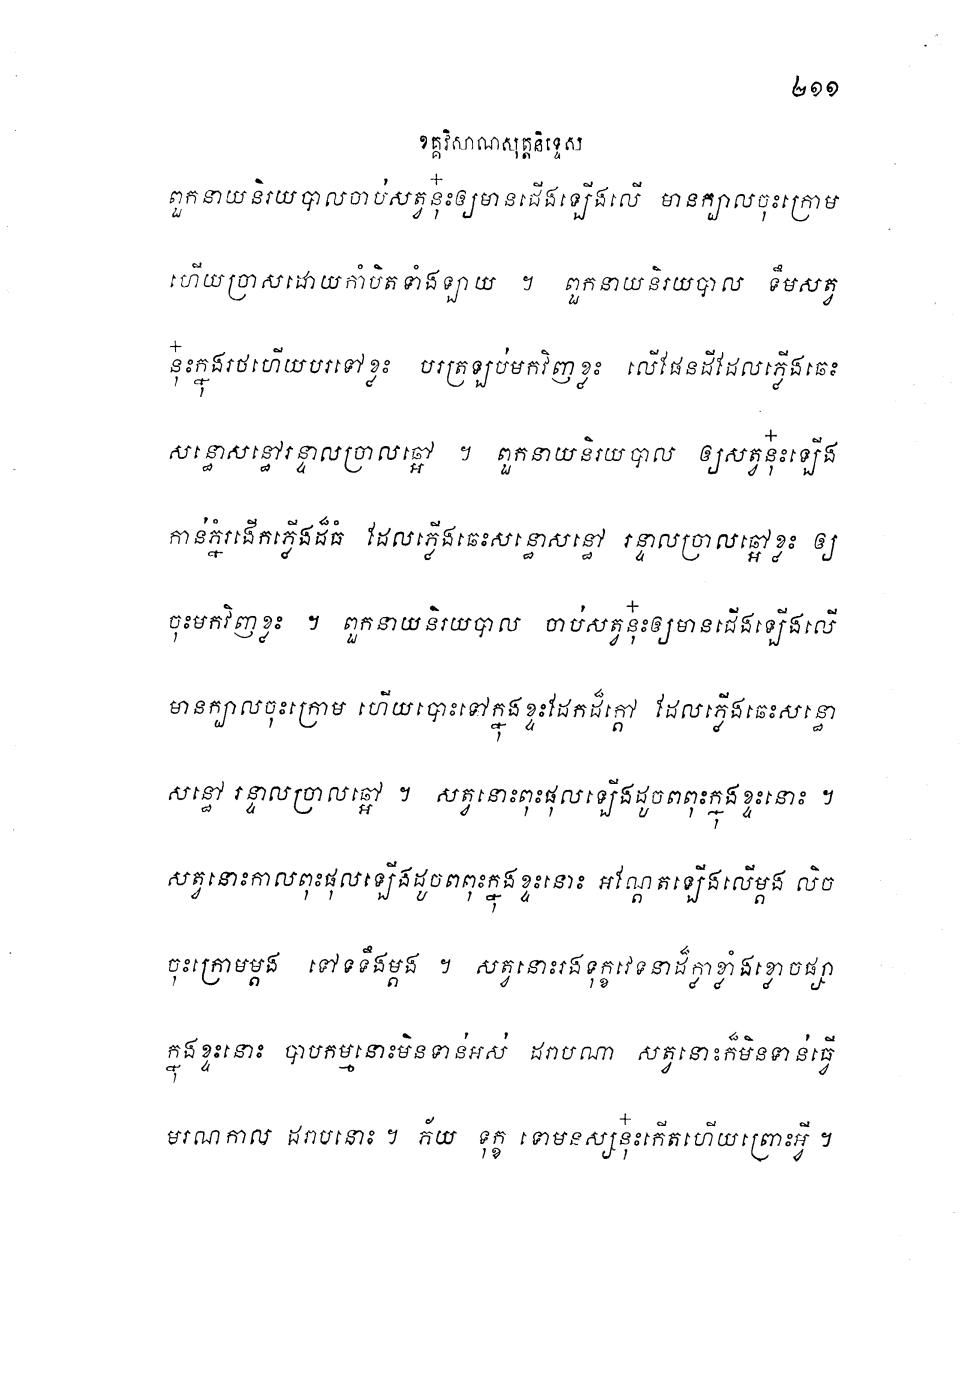 ២១១
ខគ្គវិសាណសុត្តនិទ្ទេស
ពួកនាយនិរយបាលចាប់សត្វនុ៎ះឲ្យមានជើងឡើងលើ មានក្បាលចុះក្រោម
ហើយច្រាសដោយកាំបិតទាំងឡាយ ។ ពួកនាយនិរយបាល ទឹមសត្វ
នុ៎ះក្នុងរថហើយបរទៅខ្លះ បរត្រឡប់មកវិញខ្លះ លើផែនដីដែលភ្លើងឆេះ
សន្ធោសន្ធៅរន្ទាលច្រាលឆ្អៅ ។ ពួកនាយនិរយបាល ឲ្យសត្វនុ៎ះឡើង
កាន់ភ្នំរងើកភ្លើងដ៏ធំ ដែលភ្លើងឆេះសន្ធោសន្ធៅ រន្ទាលច្រាលឆ្អៅខ្លះ ឲ្យ
ចុះមកវិញខ្លះ ។ ពួកនាយនិរយបាល ចាប់សត្វនុ៎ះឲ្យមានជើងឡើងលើ
មានក្បាលចុះក្រោម ហើយបោះទៅក្នុងខ្ទះដែកដ៏ក្តៅ ដែលភ្លើងឆេះសន្ធោ
សន្ធៅ រន្ទាលច្រាលឆ្អៅ ។ សត្វនោះពុះផុលឡើងដូចពពុះក្នុងខ្ទះនោះ ។
សត្វនោះកាលពុះផុលឡើងដូចពពុះក្នុងខ្ទះនោះ អណ្តែតឡើងលើម្តង លិច
ចុះក្រោមម្តង ទៅទទឹងម្តង ។ សត្វនោះរងទុក្ខវេទនាដ៏ក្លាខ្លាំងខ្លោចផ្សា
ក្នុងខ្ទះនោះ បាបកម្មនោះមិនទាន់អស់ ដរាបណា សត្វនោះក៏មិនទាន់ធ្វើ
មរណកាល ដរាបនោះ ។ ភ័យ ទុក្ខ ទោមនស្សនុ៎ះកើតហើយព្រោះអ្វី ។